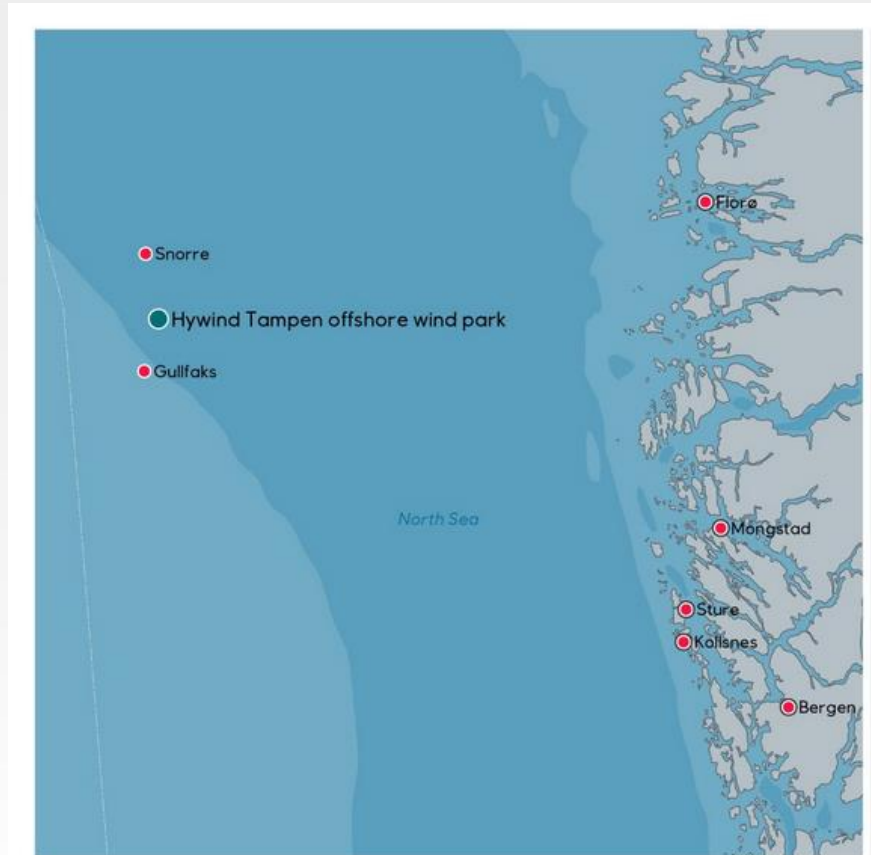 Florø
Snorre
Hywind Tampen offshore wind park
Gullfaks
North Sea
Mongstad
Sture
Kollsnes
Bergen